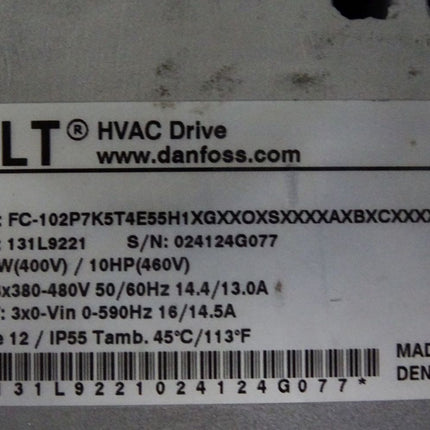 LT® HVAC Drive
www.danfoss.com
: FC-102P7K5T4E55H1XGXXOXSXXXXAXBXCXXXX
: 131L9221 S/N: 024124G077
W(400V) / 10HP(460V)
x380-480V 50/60Hz 14.4/13.0A
: 3x0-Vin 0-590Hz 16/14.5A
e 12 / IP55 Tamb. 45°C/113°F
MAD
DEN
131L9221024124G077*